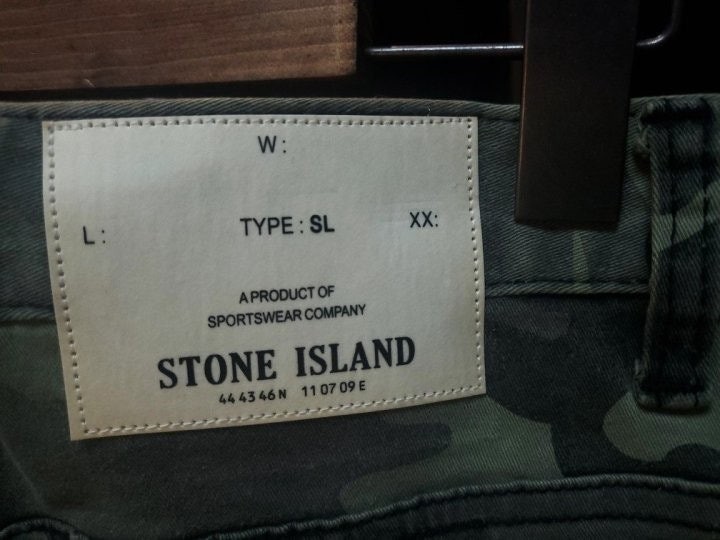 W:
L: TYPE: SL XX:
A PRODUCT OF
SPORTSWEAR COMPANY
STONE ISLAND
44 43 46 N 11 07 09 E